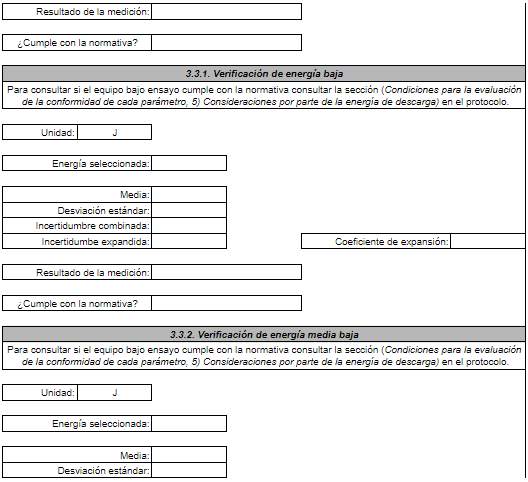 Resultado de la medición:
¿Cumple con la normativa?
3.3.1. Verificación de energía baja
Para consultar si el equipo bajo ensayo cumple con la normativa consultar la sección (Condiciones para la evaluación
de la conformidad de cada parámetro, 5) Consideraciones por parte de la energía de descarga) en el protocolo.
Unidad: J
Energía seleccionada:
Media:
Desviación estándar:
Incertidumbre combinada:
Incertidumbe expandida: Coeficiente de expansión:
Resultado de la medición:
¿Cumple con la normativa?
3.3.2. Verificación de energía media baja
Para consultar si el equipo bajo ensayo cumple con la normativa consultar la sección (Condiciones para la evaluación
de la conformidad de cada parámetro, 5) Consideraciones por parte de la energía de descarga) en el protocolo.
Unidad: J
Energía seleccionada:
Media:
Desviación estándar: